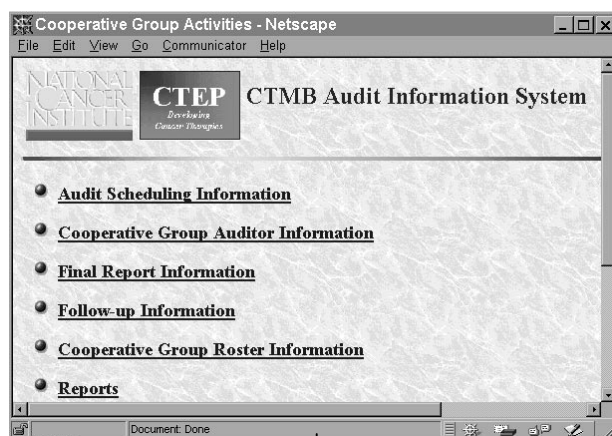 Cooperative Group Activities - Netscape
File Edit View Go Communicator Help
NATIONAL
CANCER
INSTITUTE
CTEP
Developing
Cancer Therapies
CTMB Audit Information System
Audit Scheduling Information
Cooperative Group Auditor Information
Final Report Information
Follow-up Information
Cooperative Group Roster Information
Reports
Document: Done